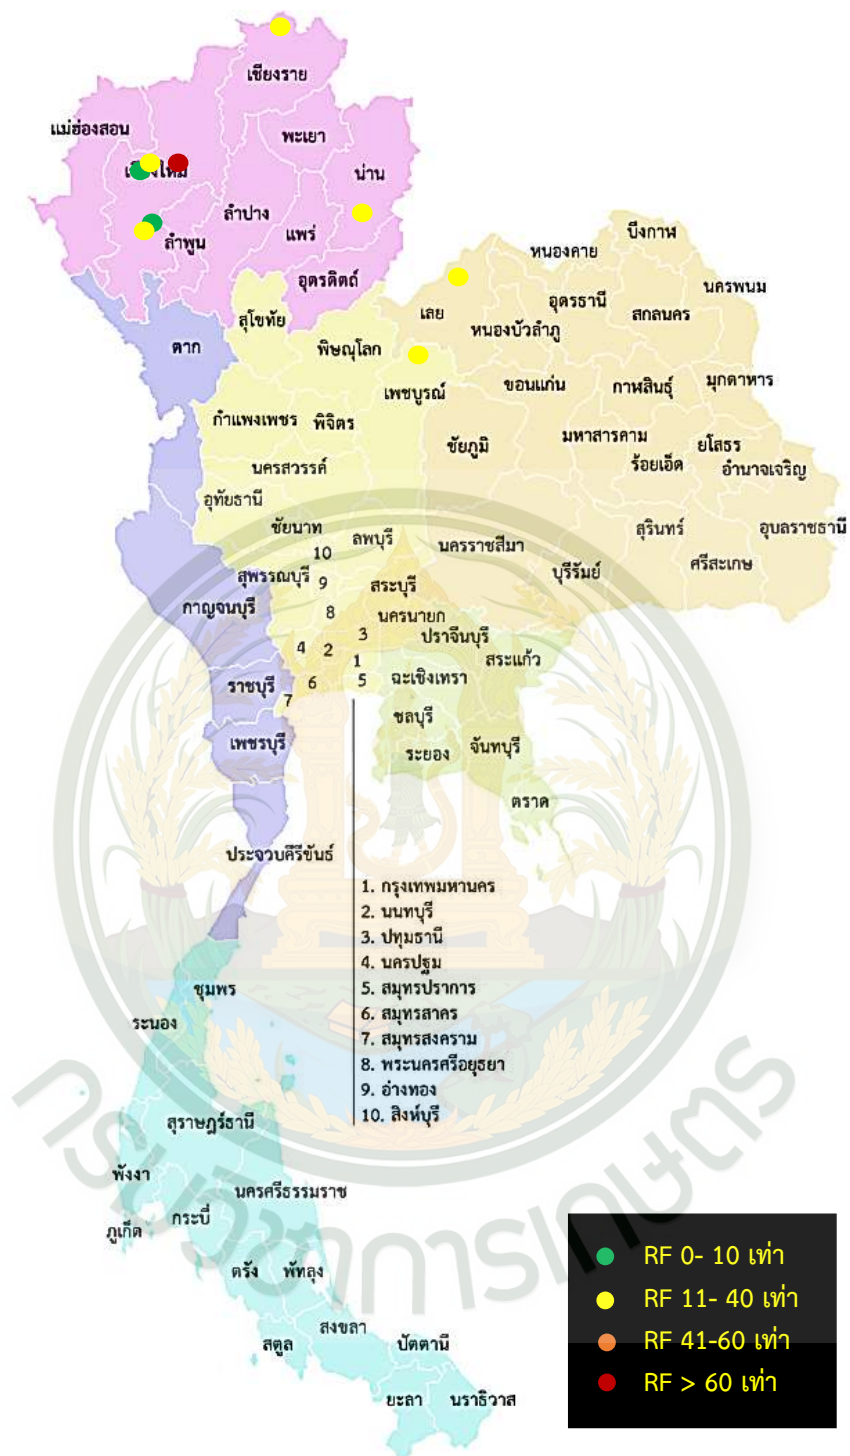 เชียงราย
แม่ฮ่องสอน
พะเยา
เชียงใหม่
น่าน
ลำปาง
แพร่
ลำพูน
อุตรดิตถ์
บึงกาฬ
หนองคาย
นครพนม
อุดรธานี
เลย
สกลนคร
สุโขทัย
หนองบัวลำภู
ตาก
พิษณุโลก
เพชบูรณ์
ขอนแก่น
กาฬสินธุ์
มุกดาหาร
กำแพงเพชร
พิจิตร
ชัยภูมิ
มหาสารคาม
ยโสธร
ร้อยเอ็ด
อำนาจเจริญ
นครสวรรค์
อุทัยธานี
ชัยนาท
ลพบุรี
นครราชสีมา
สุรินทร์
อุบลราชธานี
10
สุพรรณบุรี
9
สระบุรี
บุรีรัมย์
ศรีสะเกษ
กาญจนบุรี
8
นครนายก
3
ปราจีนบุรี
4
2
1
สระแก้ว
ราชบุรี
6
5
ฉะเชิงเทรา
7
ชลบุรี
เพชรบุรี
ระยอง
จันทบุรี
ตราด
ประจวบคีรีขันธ์
1. กรุงเทพมหานคร
2. นนทบุรี
3. ปทุมธานี
4. นครปฐม
5. สมุทรปราการ
6. สมุทรสาคร
7. สมุทรสงคราม
8. พระนครศรีอยุธยา
9. อ่างทอง
10. สิงห์บุรี
ชุมพร
ระนอง
สุราษฎร์ธานี
พังงา
นครศรีธรรมราช
กระบี่
ภูเก็ต
ตรัง
พัทลุง
สงขลา
สตูล
ปัตตานี
ยะลา
นราธิวาส
กรมวิชาการเกษตร
RF 0- 10 เท่า
RF 11- 40 เท่า
RF 41-60 เท่า
RF > 60 เท่า